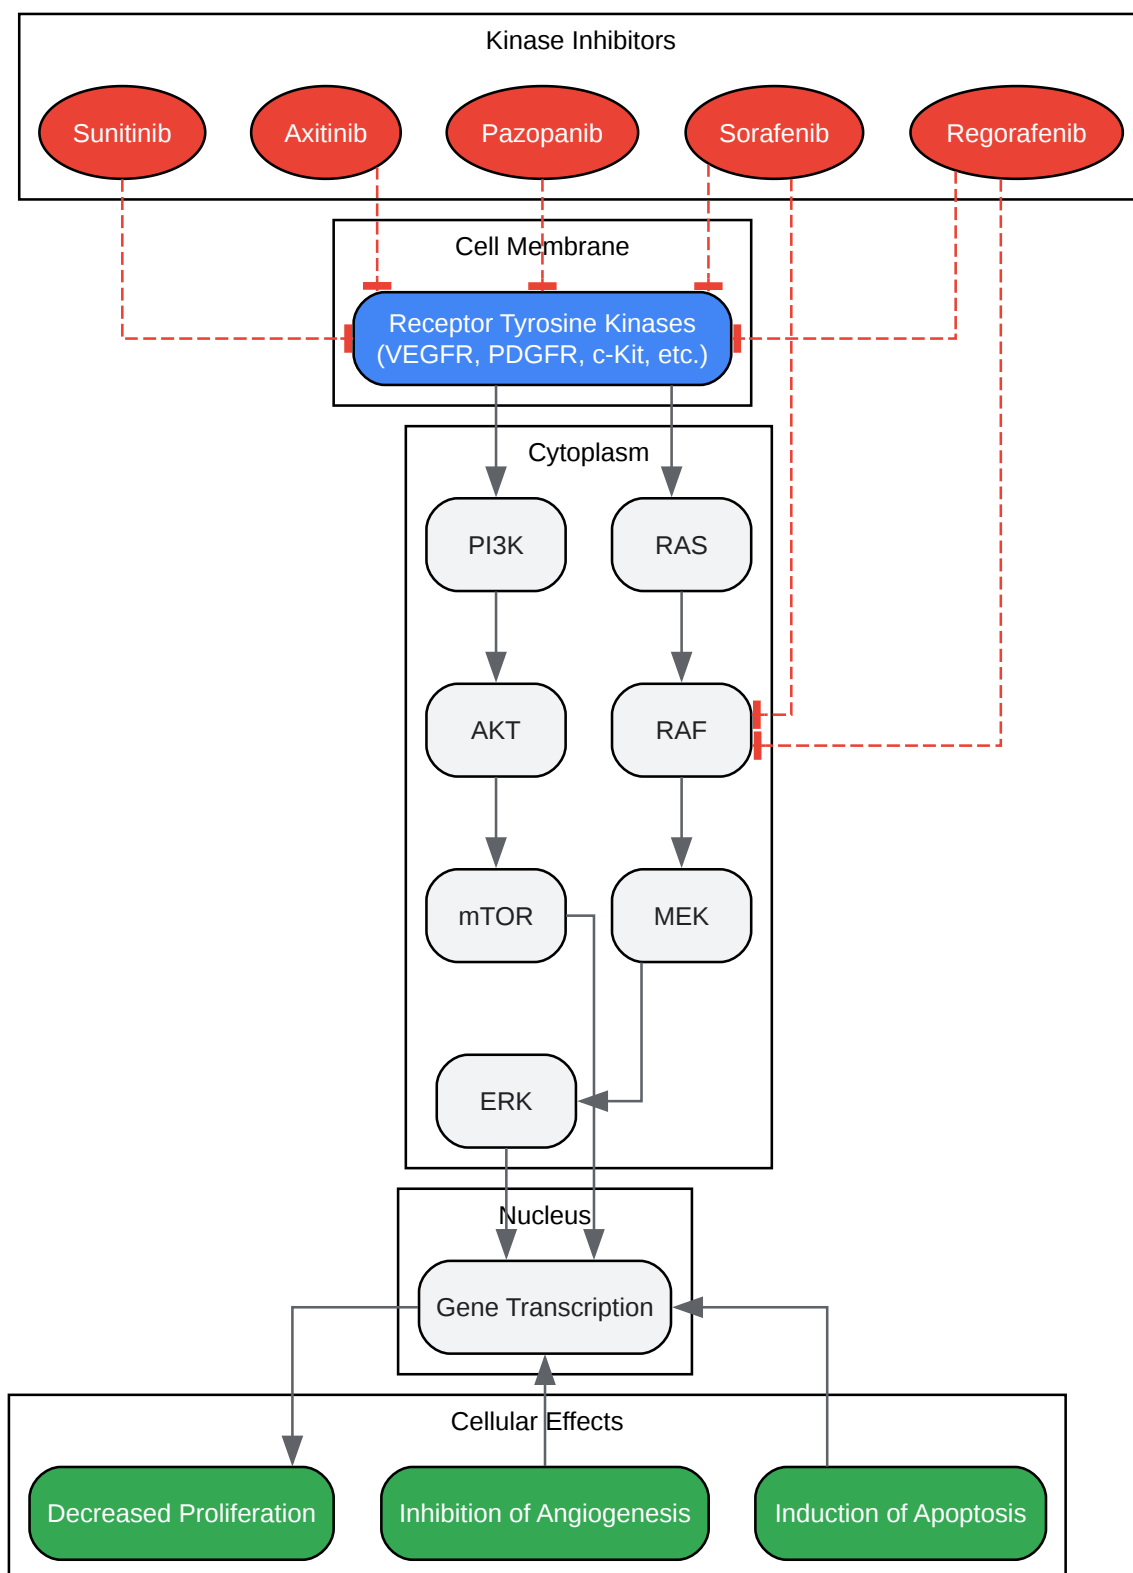 Kinase Inhibitors
Sunitinib
Axitinib
Pazopanib
Sorafenib
Regorafenib
Cell Membrane
Receptor Tyrosine Kinases
(VEGFR, PDGFR, c-Kit, etc.)
Cytoplasm
PI3K
RAS
AKT
RAF
mTOR
MEK
ERK
Nucleus
Gene Transcription
Cellular Effects
Decreased Proliferation
Inhibition of Angiogenesis
Induction of Apoptosis